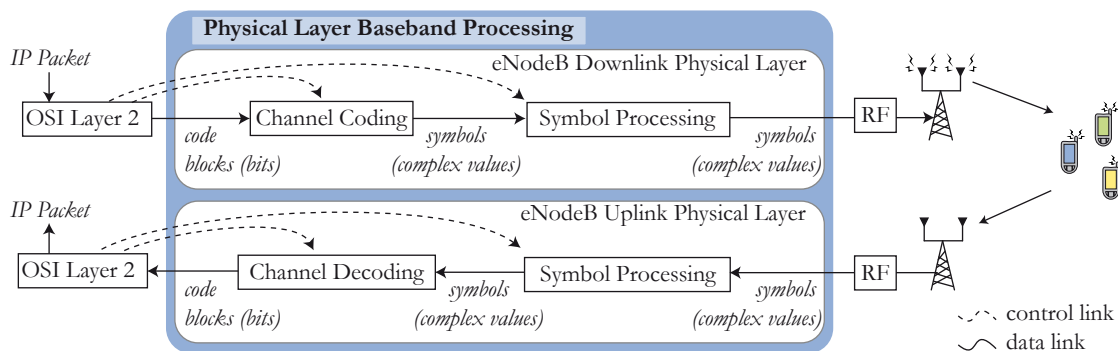 Physical Layer Baseband Processing
IP Packet
eNodeB Downlink Physical Layer
OSI Layer 2
Channel Coding
Symbol Processing
RF
code
blocks (bits)
symbols
(complex values)
symbols
(complex values)
IP Packet
eNodeB Uplink Physical Layer
OSI Layer 2
Channel Decoding
Symbol Processing
RF
code
blocks (bits)
symbols
(complex values)
symbols
(complex values)
control link
data link